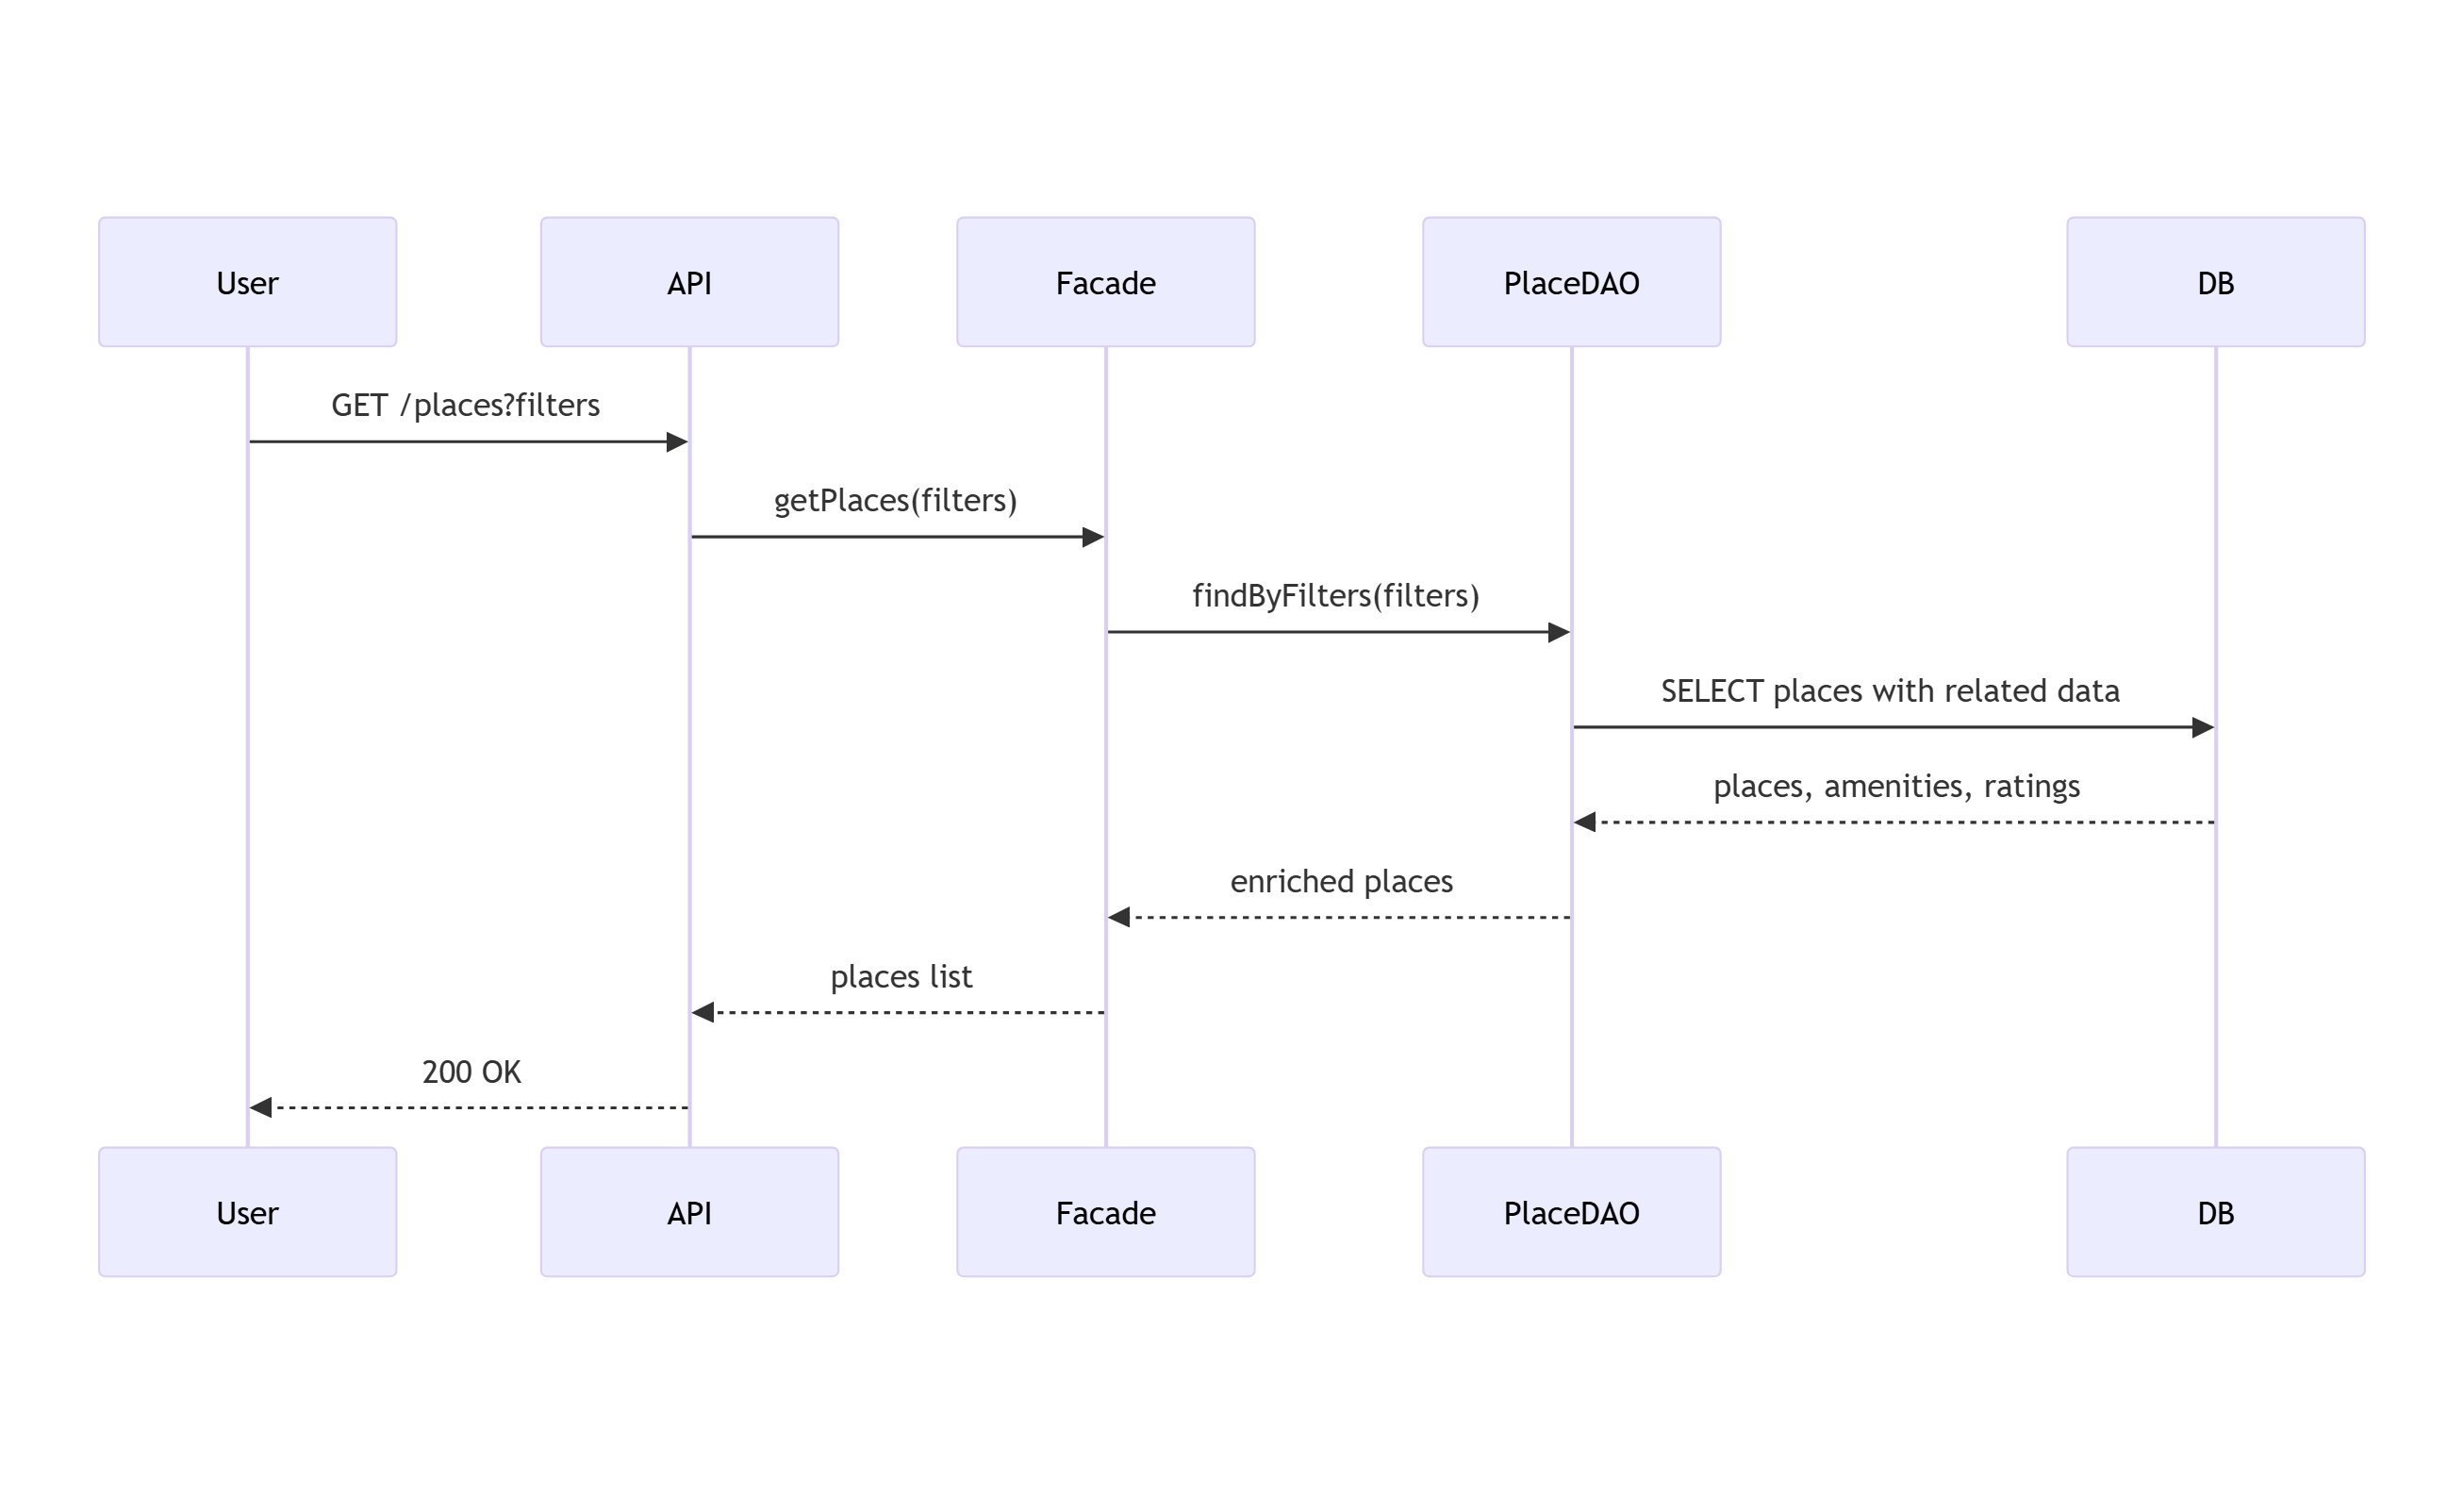 User
API
Facade
PlaceDAO
DB
GET /places?filters
getPlaces(filters)
findByFilters(filters)
SELECT places with related data
places, amenities, ratings
enriched places
places list
200 OK
User
API
Facade
PlaceDAO
DB